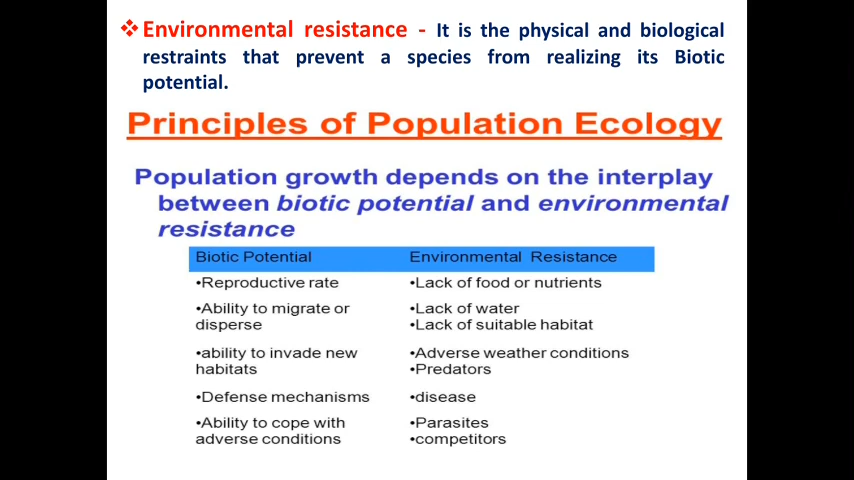 ❖Environmental resistance - It is the physical and biological
restraints that prevent a species from realizing its Biotic
potential.
Principles of Population Ecology
Population growth depends on the interplay
between biotic potential and environmental
resistance
Biotic Potential Environmental Resistance
•Reproductive rate •Lack of food or nutrients
•Ability to migrate or •Lack of water
disperse •Lack of suitable habitat
•ability to invade new •Adverse weather conditions
habitats •Predators
•Defense mechanisms •disease
•Ability to cope with •Parasites
adverse conditions •competitors